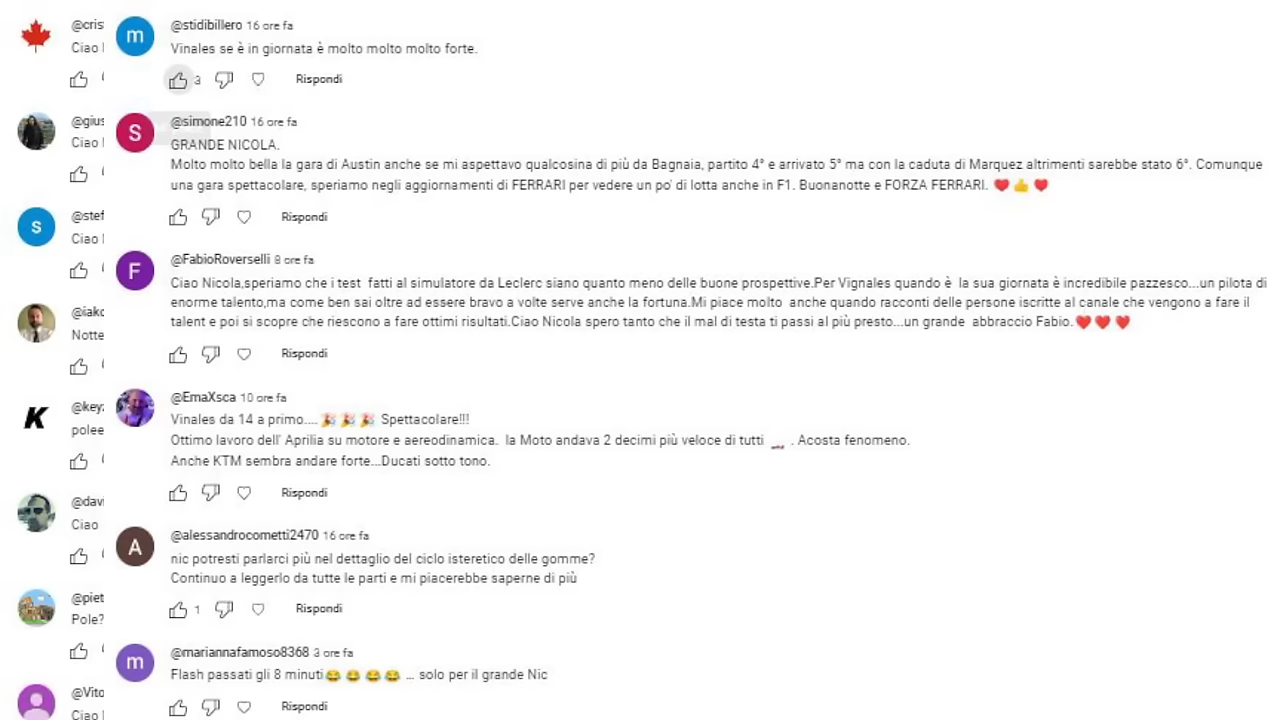 @cris
Ciao
@gius
Ciao
S
@stef
Ciao
@iako
Notte
K
@keyz
polee
@davi
Ciao
@piet
Pole?
@Vito
Ciao
m
@stidibillero 16 ore fa
Vinales se è in giornata è molto molto molto forte.
3 Rispondi
S
@simone210 16 ore fa
GRANDE NICOLA.
Molto molto bella la gara di Austin anche se mi aspettavo qualcosina di più da Bagnaia, partito 4° e arrivato 5° ma con la caduta di Marquez altrimenti sarebbe stato 6°. Comunque
una gara spettacolare, speriamo negli aggiornamenti di FERRARI per vedere un po' di lotta anche in F1. Buonanotte e FORZA FERRARI. ❤️ 👍 ❤️
Rispondi
F
@FabioRoverselli 8 ore fa
Ciao Nicola,speriamo che i test fatti al simulatore da Leclerc siano quanto meno delle buone prospettive.Per Vignales quando è la sua giornata è incredibile pazzesco...un pilota di
enorme talento,ma come ben sai oltre ad essere bravo a volte serve anche la fortuna.Mi piace molto anche quando racconti delle persone iscritte al canale che vengono a fare il
talent e poi si scopre che riescono a fare ottimi risultati.Ciao Nicola spero tanto che il mal di testa ti passi al più presto...un grande abbraccio Fabio.❤️❤️❤️
Rispondi
@EmaXsca 10 ore fa
Vinales da 14 a primo.... 🎉🎉🎉 Spettacolare!!!
Ottimo lavoro dell' Aprilia su motore e aereodinamica. la Moto andava 2 decimi più veloce di tutti . Acosta fenomeno.
Anche KTM sembra andare forte...Ducati sotto tono.
Rispondi
A
@alessandrocometti2470 16 ore fa
nic potresti parlarci più nel dettaglio del ciclo isteretico delle gomme?
Continuo a leggerlo da tutte le parti e mi piacerebbe saperne di più
1 Rispondi
m
@mariannafamoso8368 3 ore fa
Flash passati gli 8 minuti😂😂😂😂 ... solo per il grande Nic
Rispondi